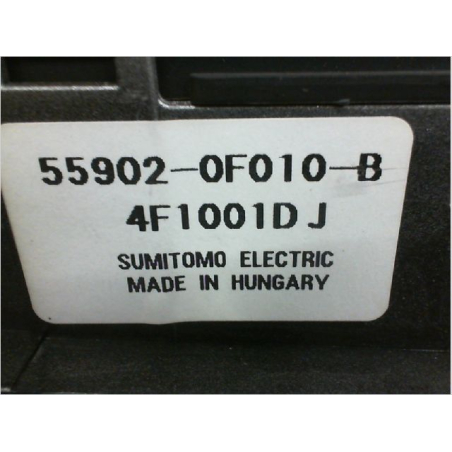 55902-0F010-B
4F1001DJ
SUMITOMO ELECTRIC
MADE IN HUNGARY